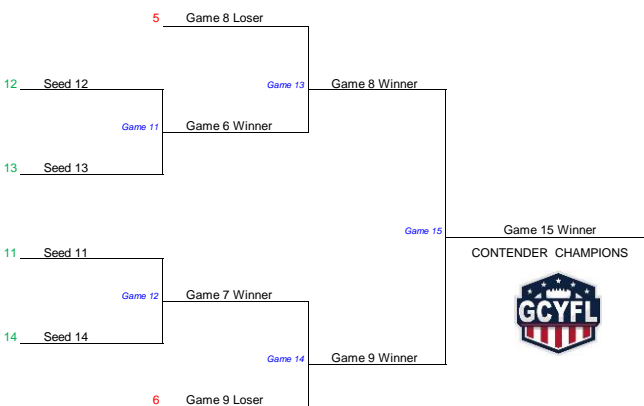 5 Game 8 Loser
12 Seed 12
Game 13
Game 8 Winner
Game 11
Game 6 Winner
13 Seed 13
Game 15
Game 15 Winner
11 Seed 11
CONTENDER CHAMPIONS
GCYFL
Game 12
Game 7 Winner
14 Seed 14
Game 14
Game 9 Winner
6 Game 9 Loser